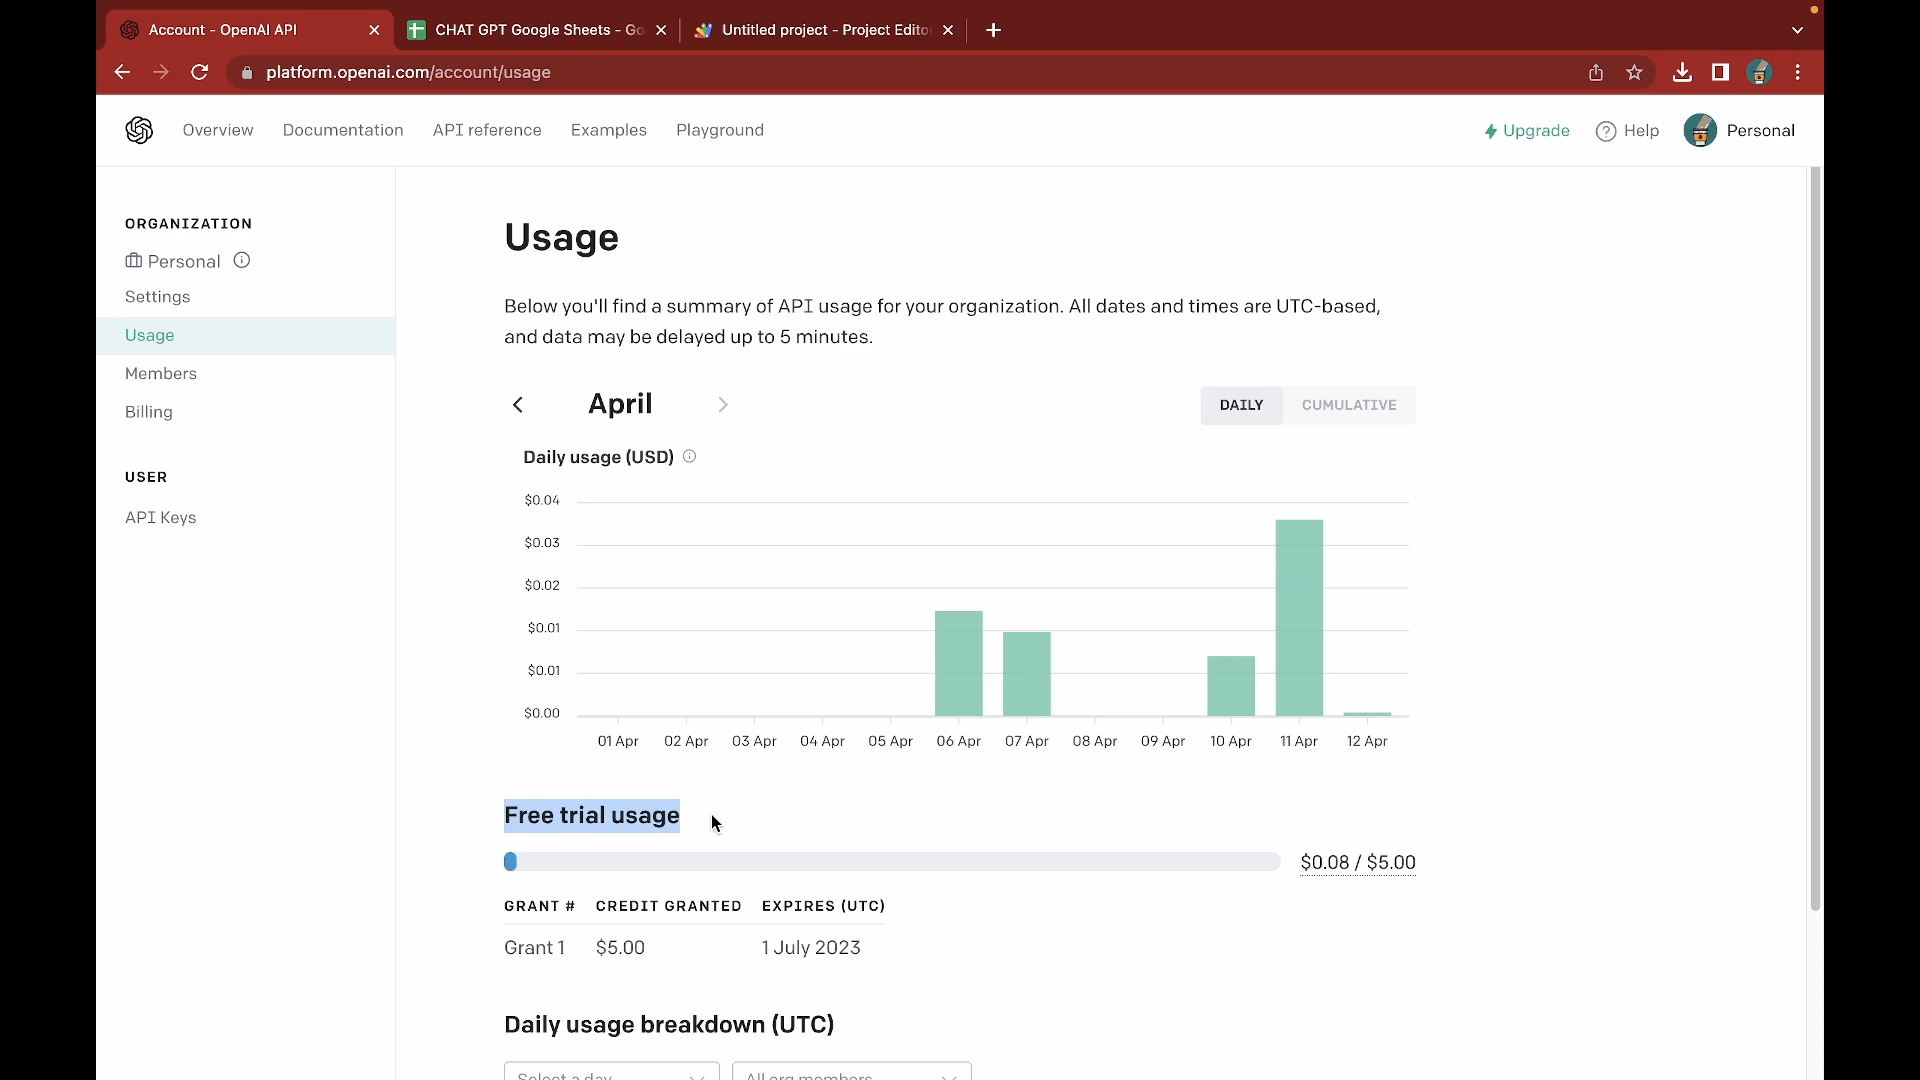 Account - OpenAI API
CHAT GPT Google Sheets - Go
Untitled project - Project Editor
platform.openai.com/account/usage
Overview
Documentation
API reference
Examples
Playground
Upgrade
Help
Personal
ORGANIZATION
Personal
Settings
Usage
Members
Billing
USER
API Keys
Usage
Below you'll find a summary of API usage for your organization. All dates and times are UTC-based,
and data may be delayed up to 5 minutes.
April
DAILY
CUMULATIVE
Daily usage (USD)
$0.04
$0.03
$0.02
$0.01
$0.01
$0.00
01 Apr
02 Apr
03 Apr
04 Apr
05 Apr
06 Apr
07 Apr
08 Apr
09 Apr
10 Apr
11 Apr
12 Apr
Free trial usage
$0.08 / $5.00
GRANT # CREDIT GRANTED EXPIRES (UTC)
Grant 1 $5.00 1 July 2023
Daily usage breakdown (UTC)
Select a day
All org members